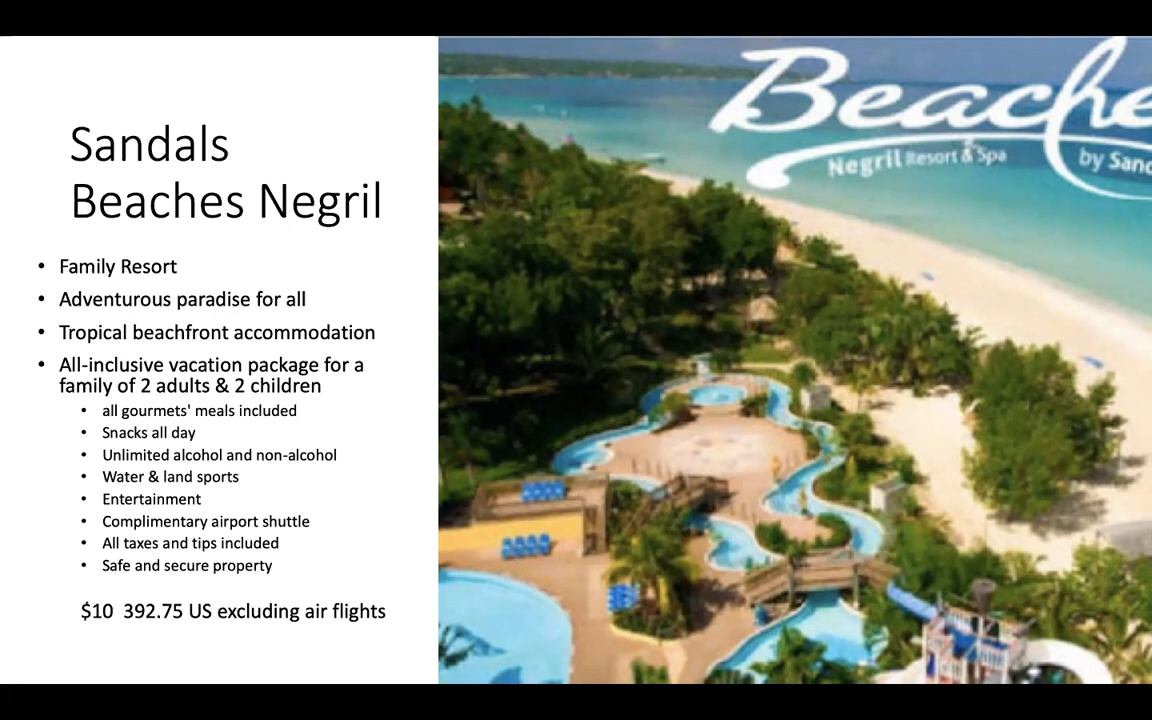 Sandals
Beaches Negril
• Family Resort
• Adventurous paradise for all
• Tropical beachfront accommodation
• All-inclusive vacation package for a
family of 2 adults & 2 children
• all gourmets' meals included
• Snacks all day
• Unlimited alcohol and non-alcohol
• Water & land sports
• Entertainment
• Complimentary airport shuttle
• All taxes and tips included
• Safe and secure property
$10 392.75 US excluding air flights
Beache
Negril Resort & Spa
by Sand